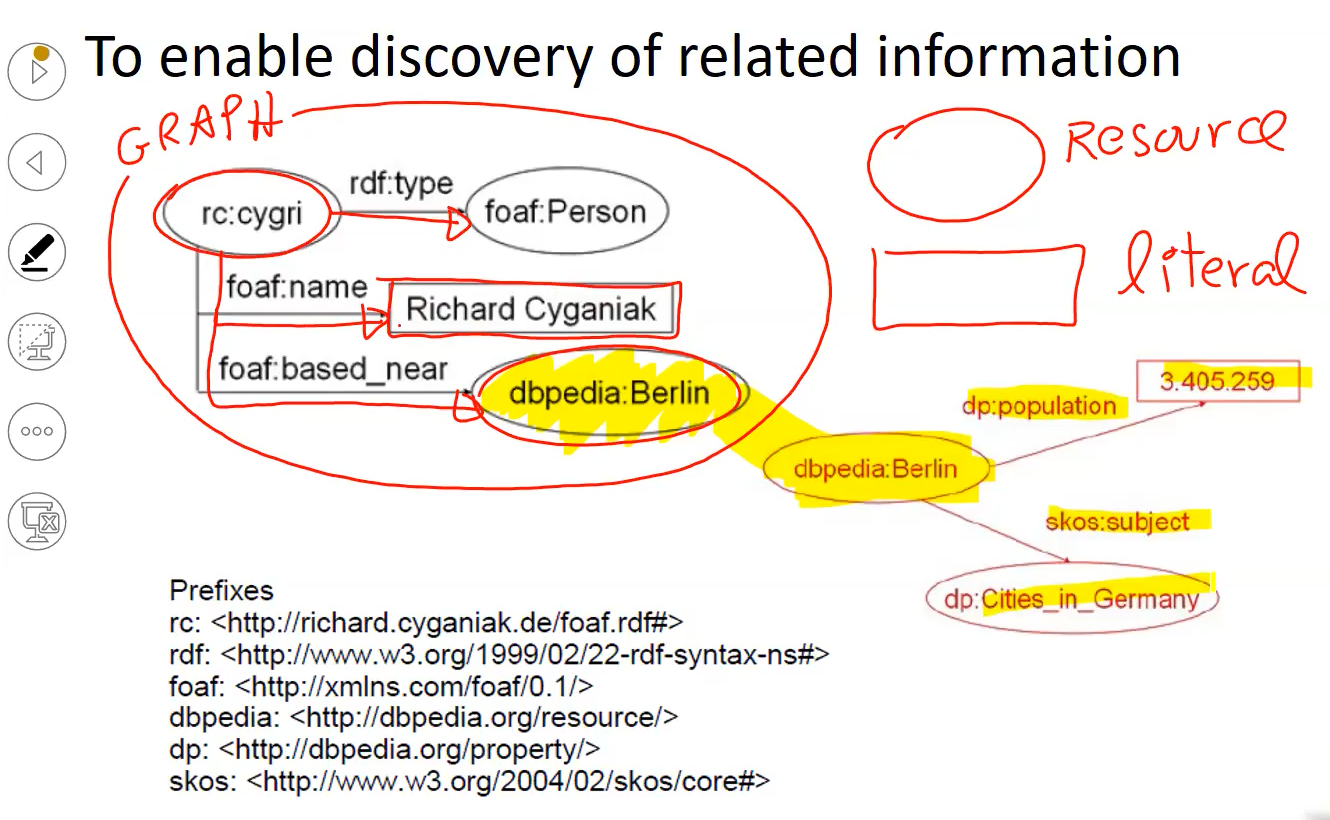 To enable discovery of related information
GRAPH
Resource
rdf:type
rc:cygri
foaf:Person
literal
foaf:name
Richard Cyganiak
foaf:based_near
dbpedia:Berlin
3.405.259
dp:population
dbpedia:Berlin
skos:subject
dp:Cities_in_Germany
Prefixes
rc: <http://richard.cyganiak.de/foaf.rdf#>
rdf: <http://www.w3.org/1999/02/22-rdf-syntax-ns#>
foaf: <http://xmlns.com/foaf/0.1/>
dbpedia: <http://dbpedia.org/resource/>
dp: <http://dbpedia.org/property/>
skos: <http://www.w3.org/2004/02/skos/core#>